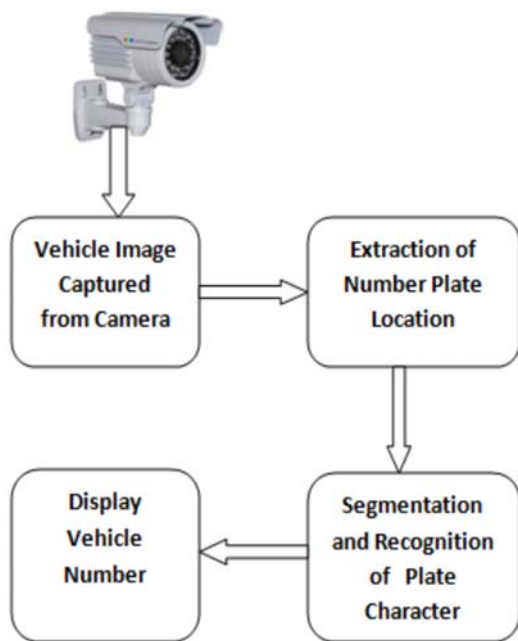 Vehicle Image
Captured
from Camera
Extraction of
Number Plate
Location
Segmentation
and Recognition
of Plate
Character
Display
Vehicle
Number